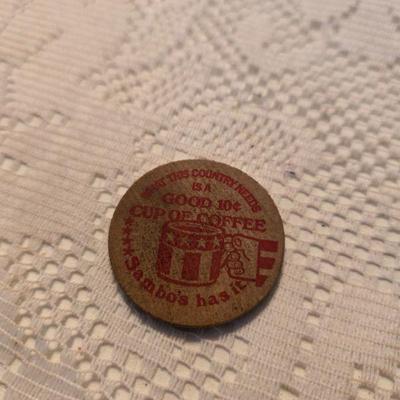 WHAT THIS COUNTRY NEEDS
IS A
GOOD 10¢
CUP OF COFFEE
Sambo's has it